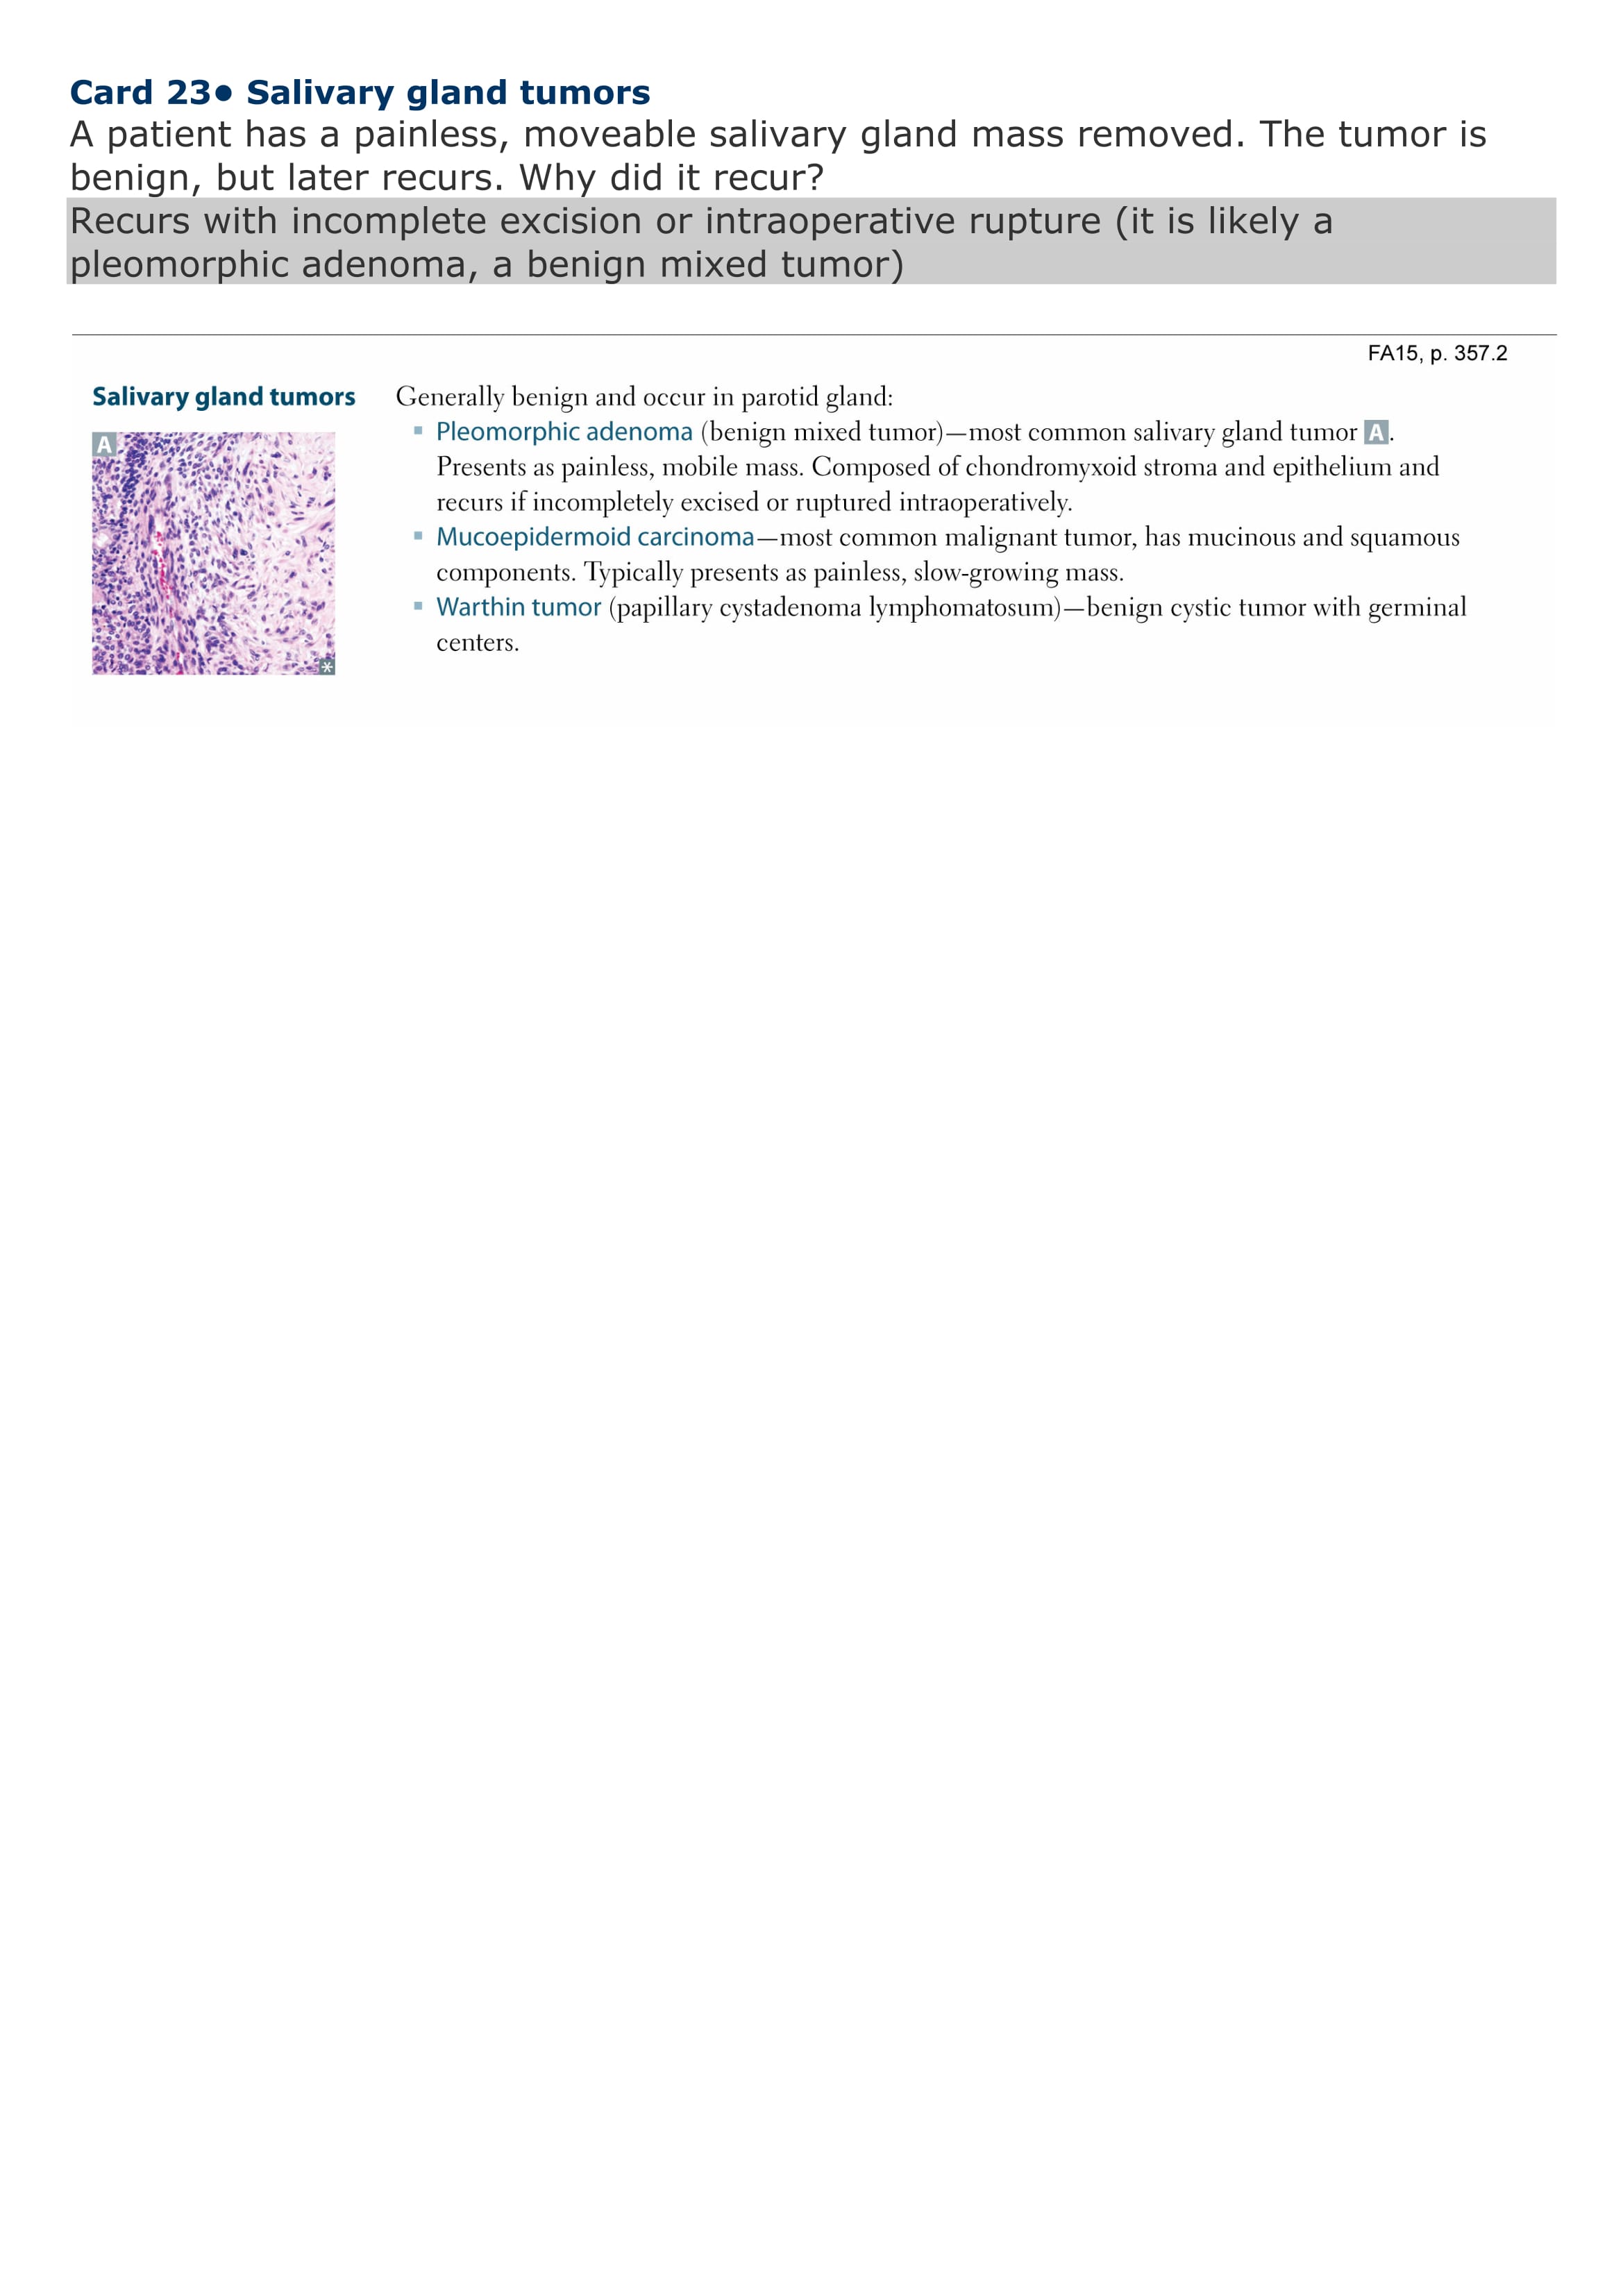 Card 23• Salivary gland tumors
A patient has a painless, moveable salivary gland mass removed. The tumor is
benign, but later recurs. Why did it recur?
Recurs with incomplete excision or intraoperative rupture (it is likely a
pleomorphic adenoma, a benign mixed tumor)
FA15, p. 357.2
Salivary gland tumors
A
*
Generally benign and occur in parotid gland:
▪ Pleomorphic adenoma (benign mixed tumor)—most common salivary gland tumor A.
Presents as painless, mobile mass. Composed of chondromyxoid stroma and epithelium and
recurs if incompletely excised or ruptured intraoperatively.
▪ Mucoepidermoid carcinoma—most common malignant tumor, has mucinous and squamous
components. Typically presents as painless, slow-growing mass.
▪ Warthin tumor (papillary cystadenoma lymphomatosum)—benign cystic tumor with germinal
centers.